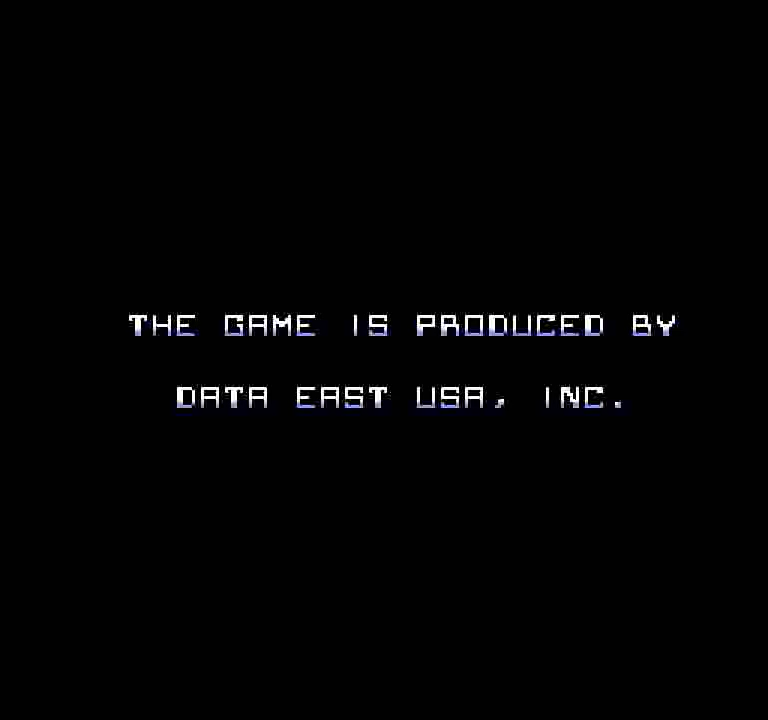 THE GAME IS PRODUCED BY
DATA EAST USA, INC.